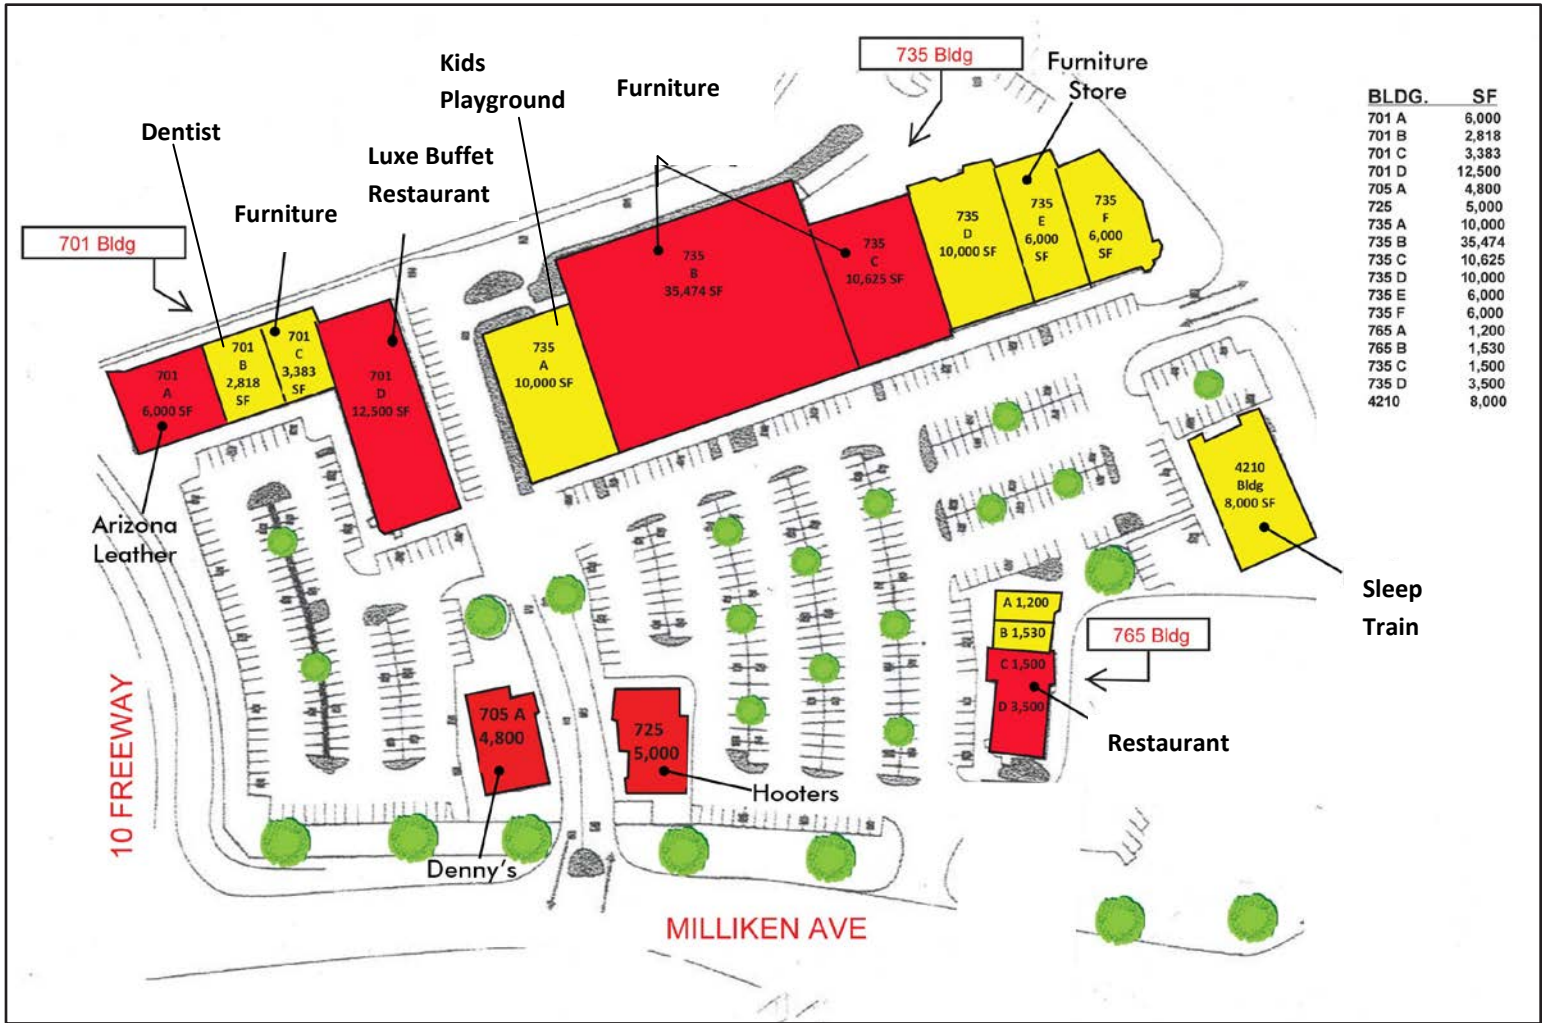 Kids
Playground
Furniture
735 Bldg
Furniture
Store
Dentist
Luxe Buffet
Restaurant
Furniture
701 Bldg
BLDG. SF
701 A 6,000
701 B 2,818
701 C 3,383
701 D 12,500
705 A 4,800
725 5,000
735 A 10,000
735 B 35,474
735 C 10,625
735 D 10,000
735 E 6,000
735 F 6,000
765 A 1,200
765 B 1,530
735 C 1,500
735 D 3,500
4210 8,000
701
A
6,000 SF
701
B
2,818
SF
701
C
3,383
SF
701
D
12,500 SF
735
A
10,000 SF
735
B
35,474 SF
735
C
10,625 SF
735
D
10,000 SF
735
E
6,000
SF
735
F
6,000
SF
Arizona
Leather
4210
Bldg
8,000 SF
Sleep
Train
A 1,200
B 1,530
C 1,500
D 3,500
765 Bldg
Restaurant
705 A
4,800
725
5,000
Hooters
Denny's
10 FREEWAY
MILLIKEN AVE